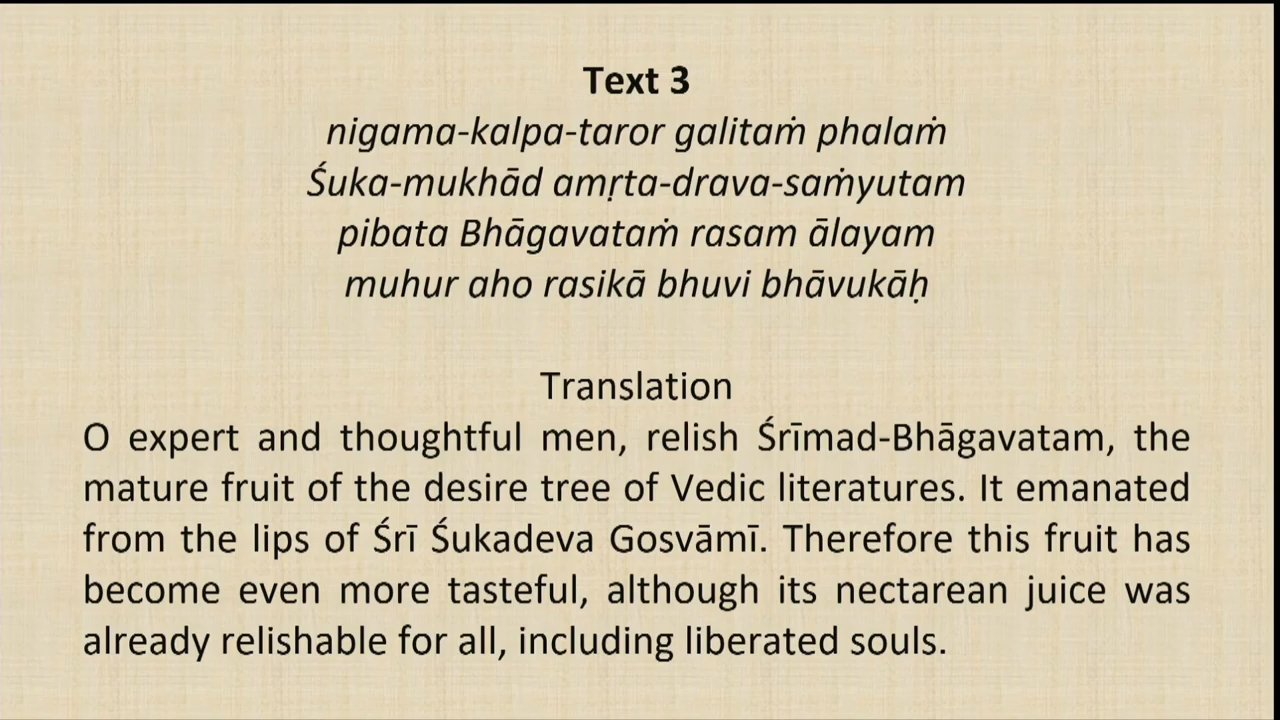 Text 3
nigama-kalpa-taror galitaṁ phalaṁ
Śuka-mukhād amṛta-drava-saṁyutam
pibata Bhāgavataṁ rasam ālayam
muhur aho rasikā bhuvi bhāvukāḥ
Translation
O expert and thoughtful men, relish Śrīmad-Bhāgavatam, the
mature fruit of the desire tree of Vedic literatures. It emanated
from the lips of Śrī Śukadeva Gosvāmī. Therefore this fruit has
become even more tasteful, although its nectarean juice was
already relishable for all, including liberated souls.